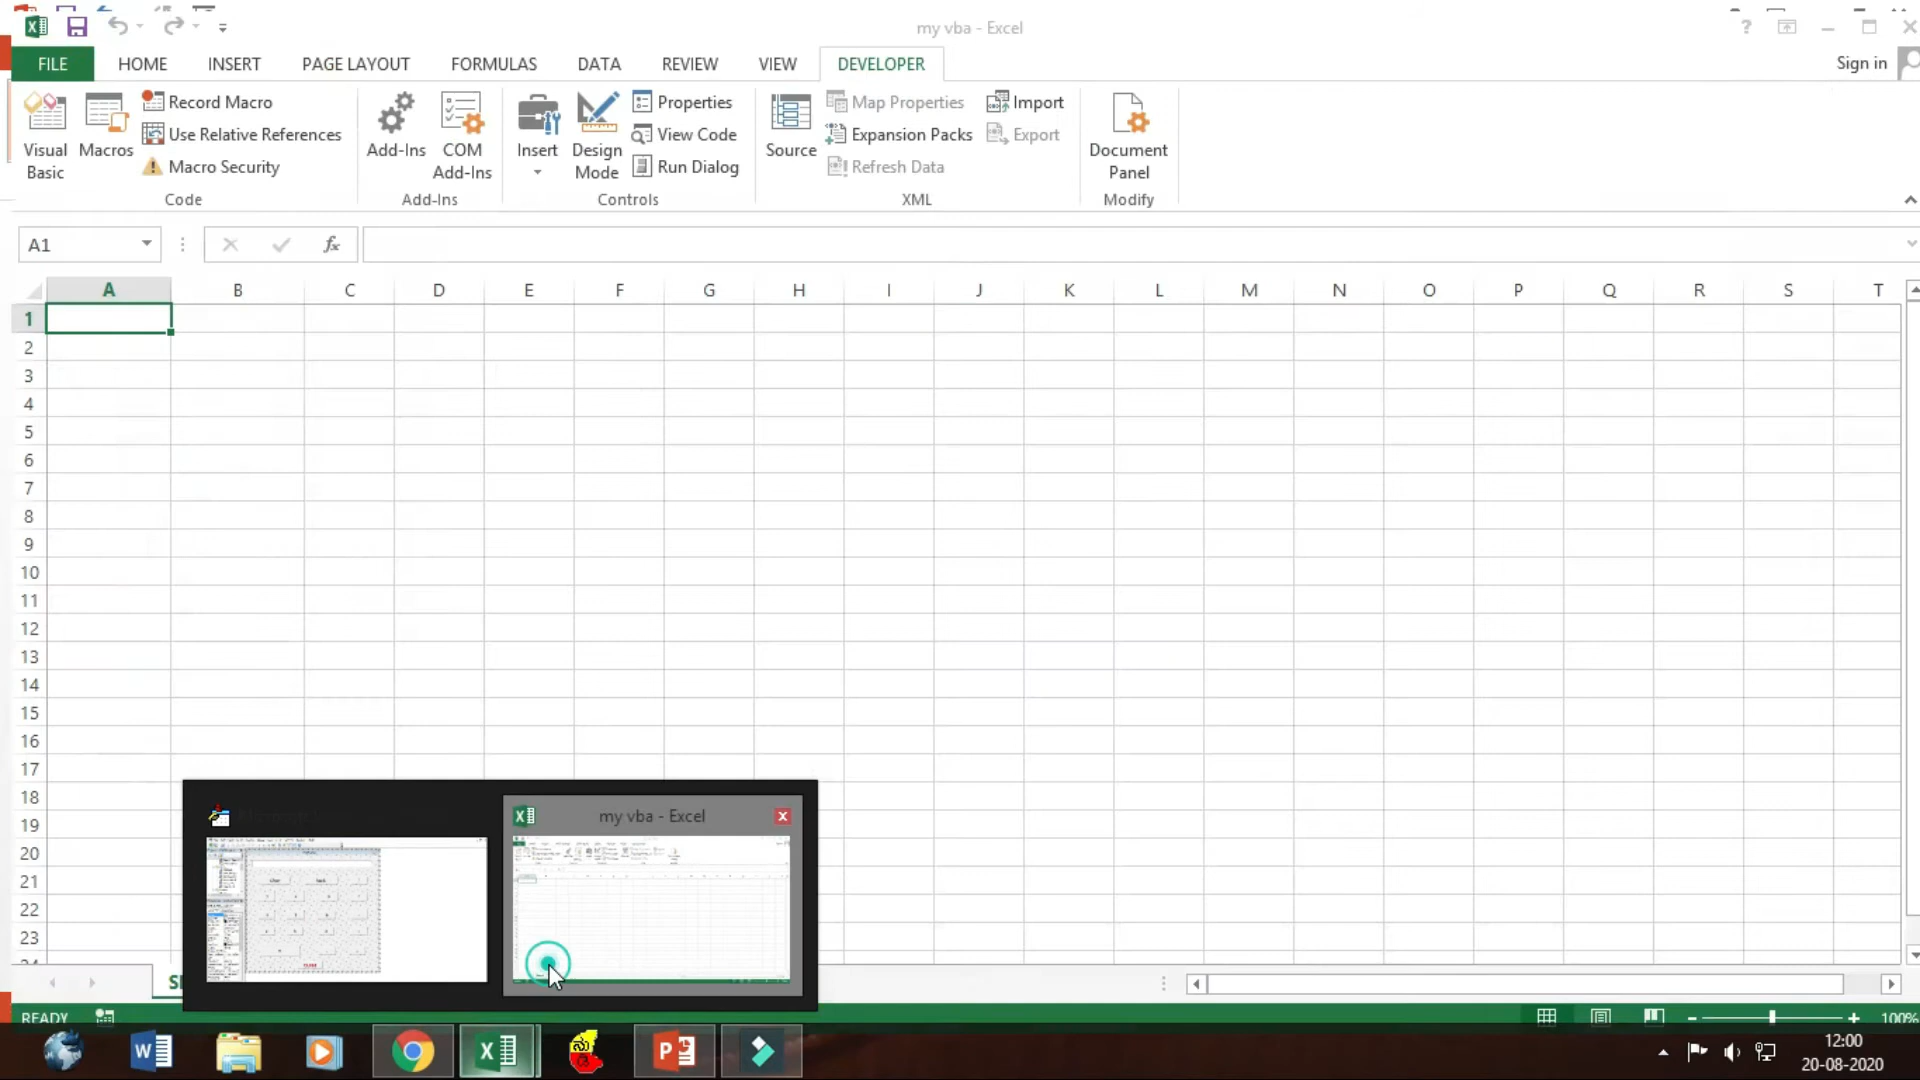 my vba - Excel
FILE HOME INSERT PAGE LAYOUT FORMULAS DATA REVIEW VIEW DEVELOPER Sign in
Visual Basic
Macros
Record Macro
Use Relative References
Macro Security
Code
Add-Ins
COM Add-Ins
Add-Ins
Insert
Design Mode
Properties
View Code
Run Dialog
Controls
Source
Map Properties
Expansion Packs
Refresh Data
Import
Export
XML
Document Panel
Modify
A1
fx
A B C D E F G H I J K L M N O P Q R S T
1
2
3
4
5
6
7
8
9
10
11
12
13
14
15
16
17
18
19
20
21
22
23
my vba - Excel
READY
100%
12:00
20-08-2020